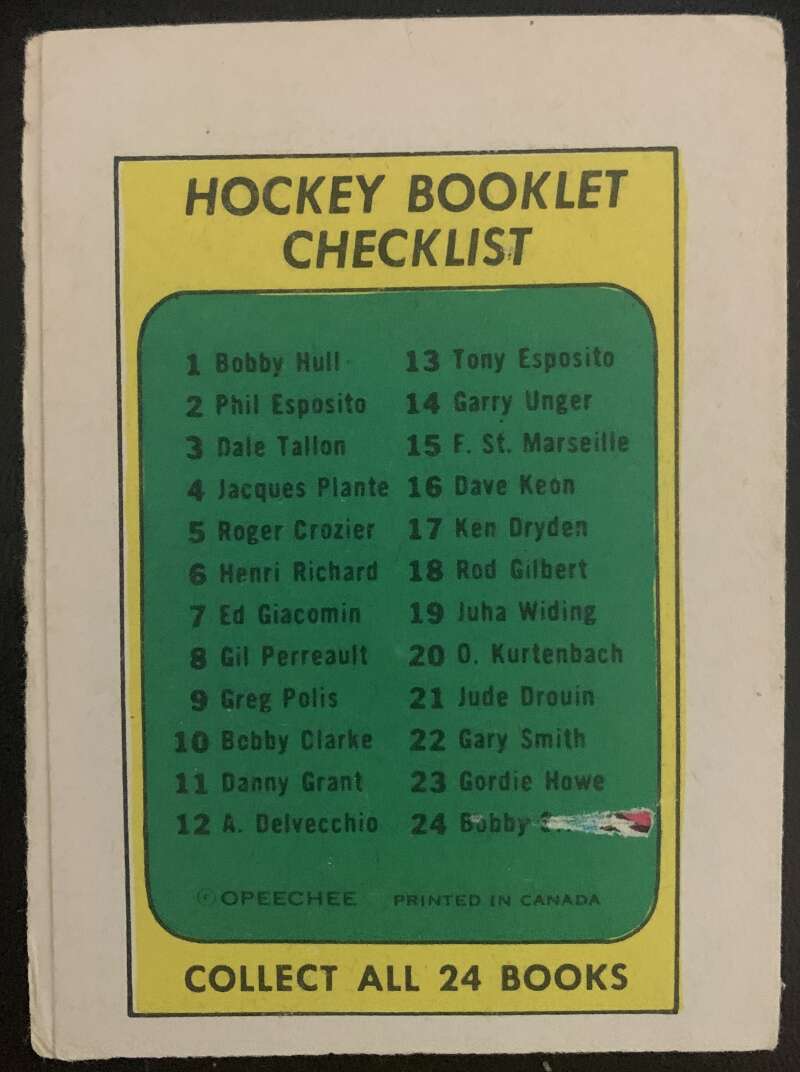 HOCKEY BOOKLET
CHECKLIST
1 Bobby Hull
2 Phil Esposito
3 Dale Tallon
4 Jacques Plante
5 Roger Crozier
6 Henri Richard
7 Ed Giacomin
8 Gil Perreault
9 Greg Polis
10 Bobby Clarke
11 Danny Grant
12 A. Delvecchio
13 Tony Esposito
14 Garry Unger
15 F. St. Marseille
16 Dave Keon
17 Ken Dryden
18 Rod Gilbert
19 Juha Widing
20 O. Kurtenbach
21 Jude Drouin
22 Gary Smith
23 Gordie Howe
24 Bobby
© OPEECHEE PRINTED IN CANADA
COLLECT ALL 24 BOOKS